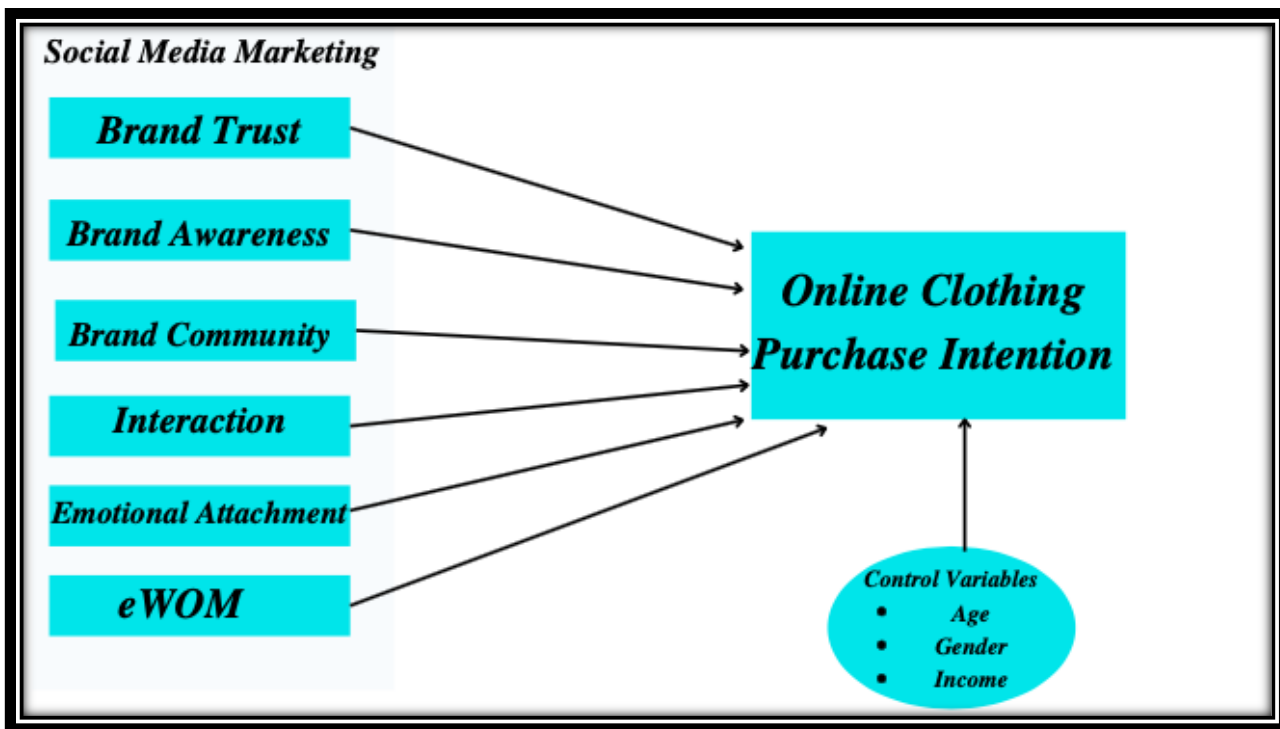 Social Media Marketing
Brand Trust
Brand Awareness
Brand Community
Interaction
Emotional Attachment
eWOM
Online Clothing
Purchase Intention
Control Variables
• Age
• Gender
• Income